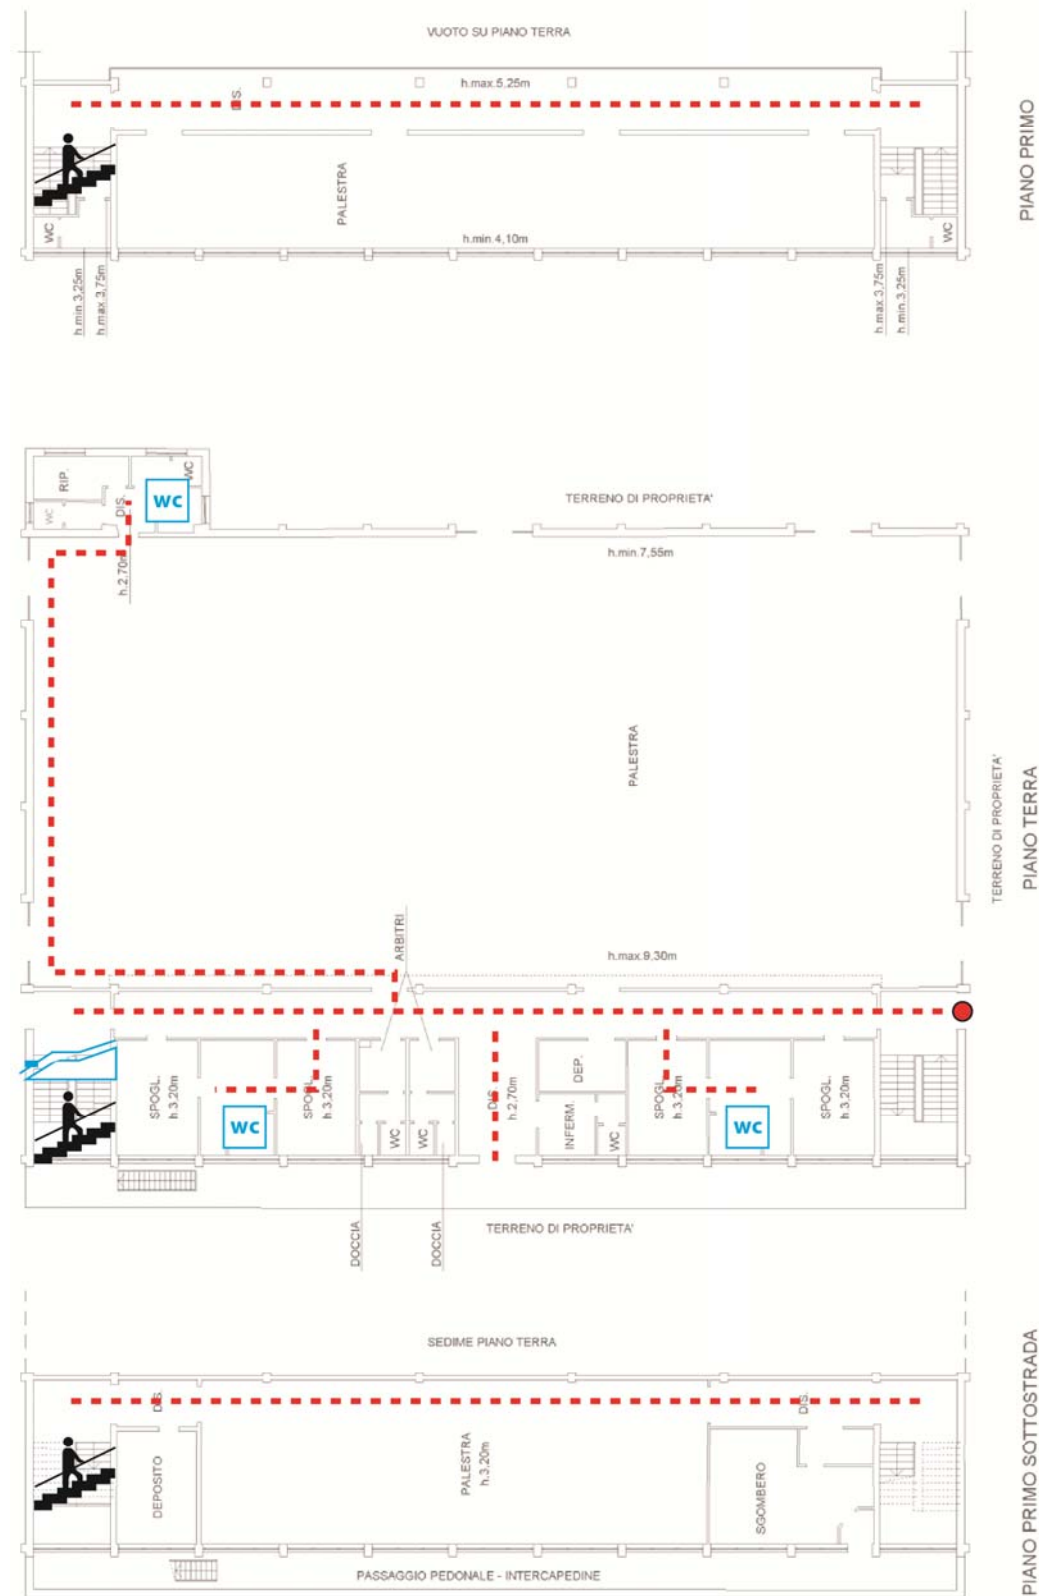 VUOTO SU PIANO TERRA
h.max.5,25m
DIS.
PIANO PRIMO
PALESTRA
WC
h.min.4,10m
WC
h.min.3,25m
h.max.3,75m
h.max.3,75m
h.min.3,25m
RIP.
WC
WC
DIS.
WC
TERRENO DI PROPRIETA'
h.2,70m
h.min.7,55m
PALESTRA
TERRENO DI PROPRIETA'
PIANO TERRA
ARBITRI
h.max.9,30m
SPOGL.
h.3.20m
SPOGL.
h.3.20m
DIS.
h.2,70m
DEP.
SPOGL.
h.3.20m
SPOGL.
h.3.20m
WC
WC
WC
INFERM.
WC
WC
DOCCIA
DOCCIA
TERRENO DI PROPRIETA'
SEDIME PIANO TERRA
DIS.
DIS.
DEPOSITO
PALESTRA
h.3,20m
SGOMBERO
PIANO PRIMO SOTTOSTRADA
PASSAGGIO PEDONALE - INTERCAPEDINE